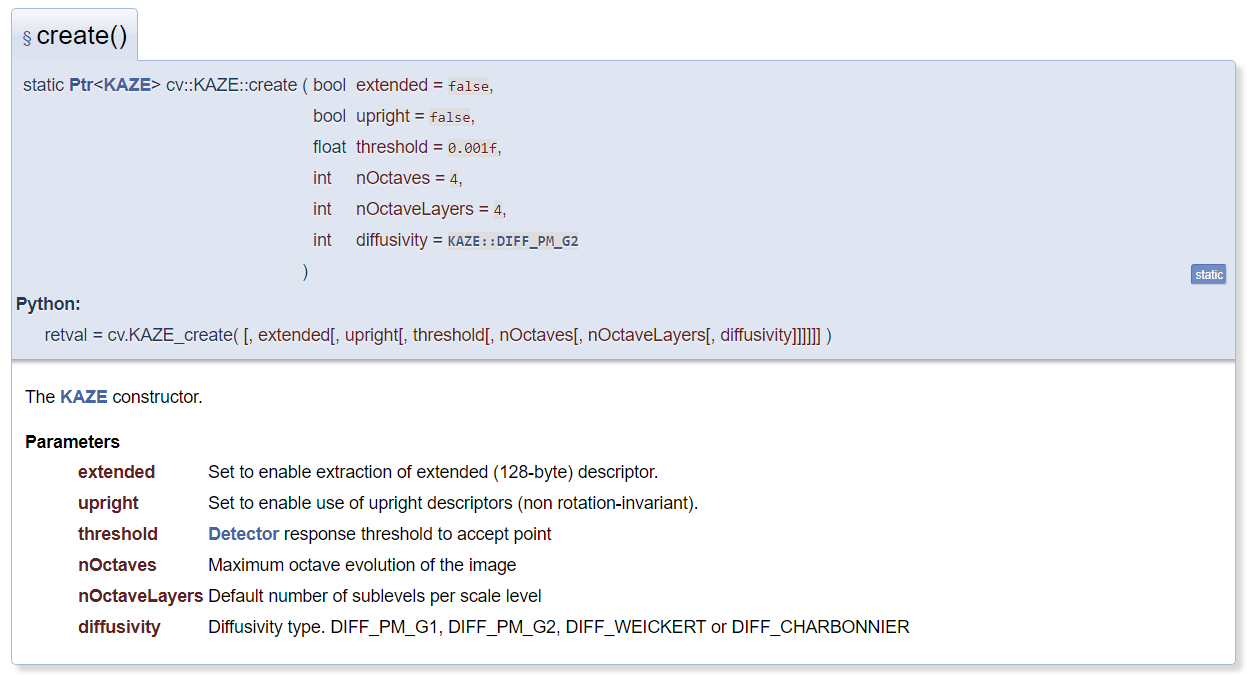 § create()
static Ptr<KAZE> cv::KAZE::create ( bool extended = false,
bool upright = false,
float threshold = 0.001f,
int nOctaves = 4,
int nOctaveLayers = 4,
int diffusivity = KAZE::DIFF_PM_G2
)
static
Python:
retval = cv.KAZE_create( [, extended[, upright[, threshold[, nOctaves[, nOctaveLayers[, diffusivity]]]]]] )
The KAZE constructor.
Parameters
extended Set to enable extraction of extended (128-byte) descriptor.
upright Set to enable use of upright descriptors (non rotation-invariant).
threshold Detector response threshold to accept point
nOctaves Maximum octave evolution of the image
nOctaveLayers Default number of sublevels per scale level
diffusivity Diffusivity type. DIFF_PM_G1, DIFF_PM_G2, DIFF_WEICKERT or DIFF_CHARBONNIER